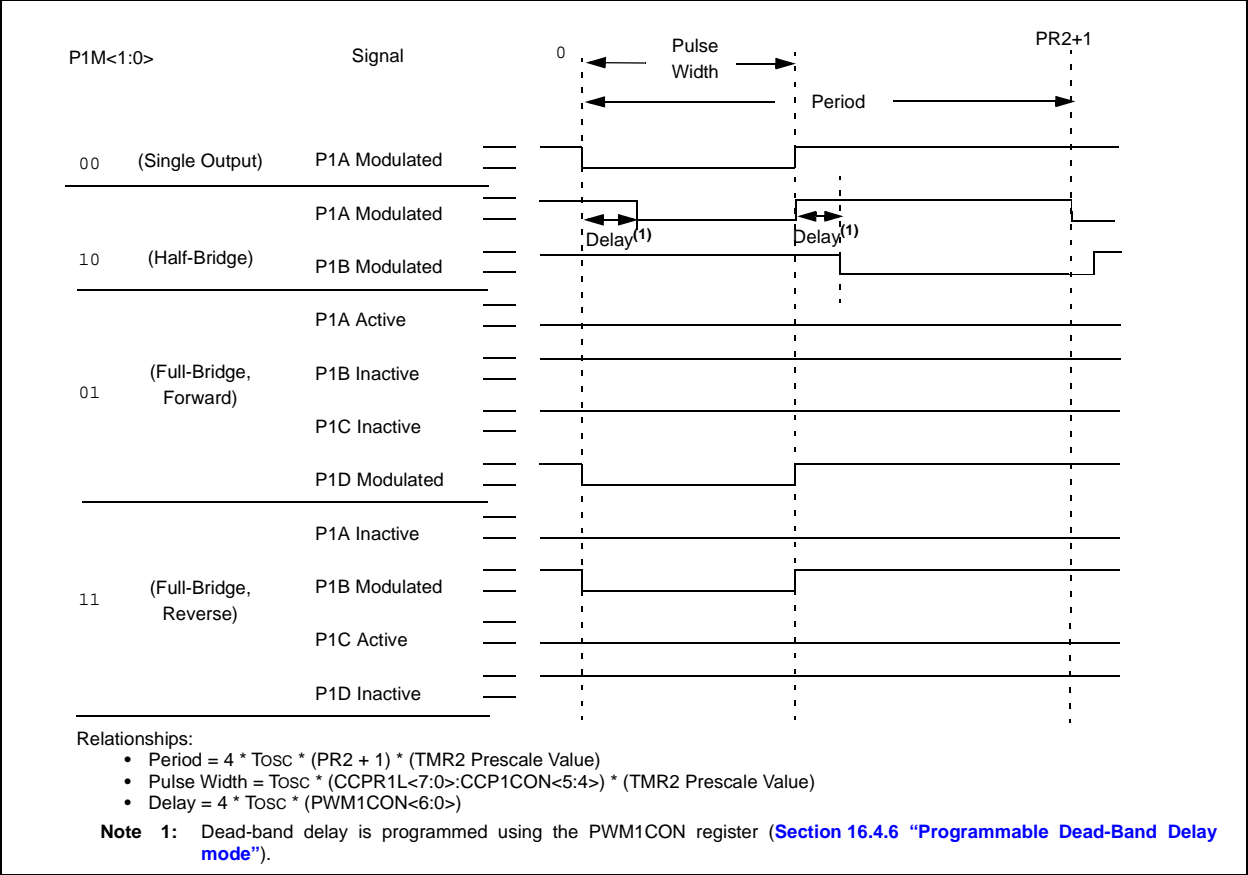 P1M<1:0>
Signal
0
Pulse
Width
PR2+1
Period
00
(Single Output)
P1A Modulated
10
(Half-Bridge)
P1A Modulated
Delay(1)
Delay(1)
P1B Modulated
01
(Full-Bridge,
Forward)
P1A Active
P1B Inactive
P1C Inactive
P1D Modulated
11
(Full-Bridge,
Reverse)
P1A Inactive
P1B Modulated
P1C Active
P1D Inactive
Relationships:
• Period = 4 * TOSC * (PR2 + 1) * (TMR2 Prescale Value)
• Pulse Width = TOSC * (CCPR1L<7:0>:CCP1CON<5:4>) * (TMR2 Prescale Value)
• Delay = 4 * TOSC * (PWM1CON<6:0>)
Note 1: Dead-band delay is programmed using the PWM1CON register (Section 16.4.6 “Programmable Dead-Band Delay
mode”).